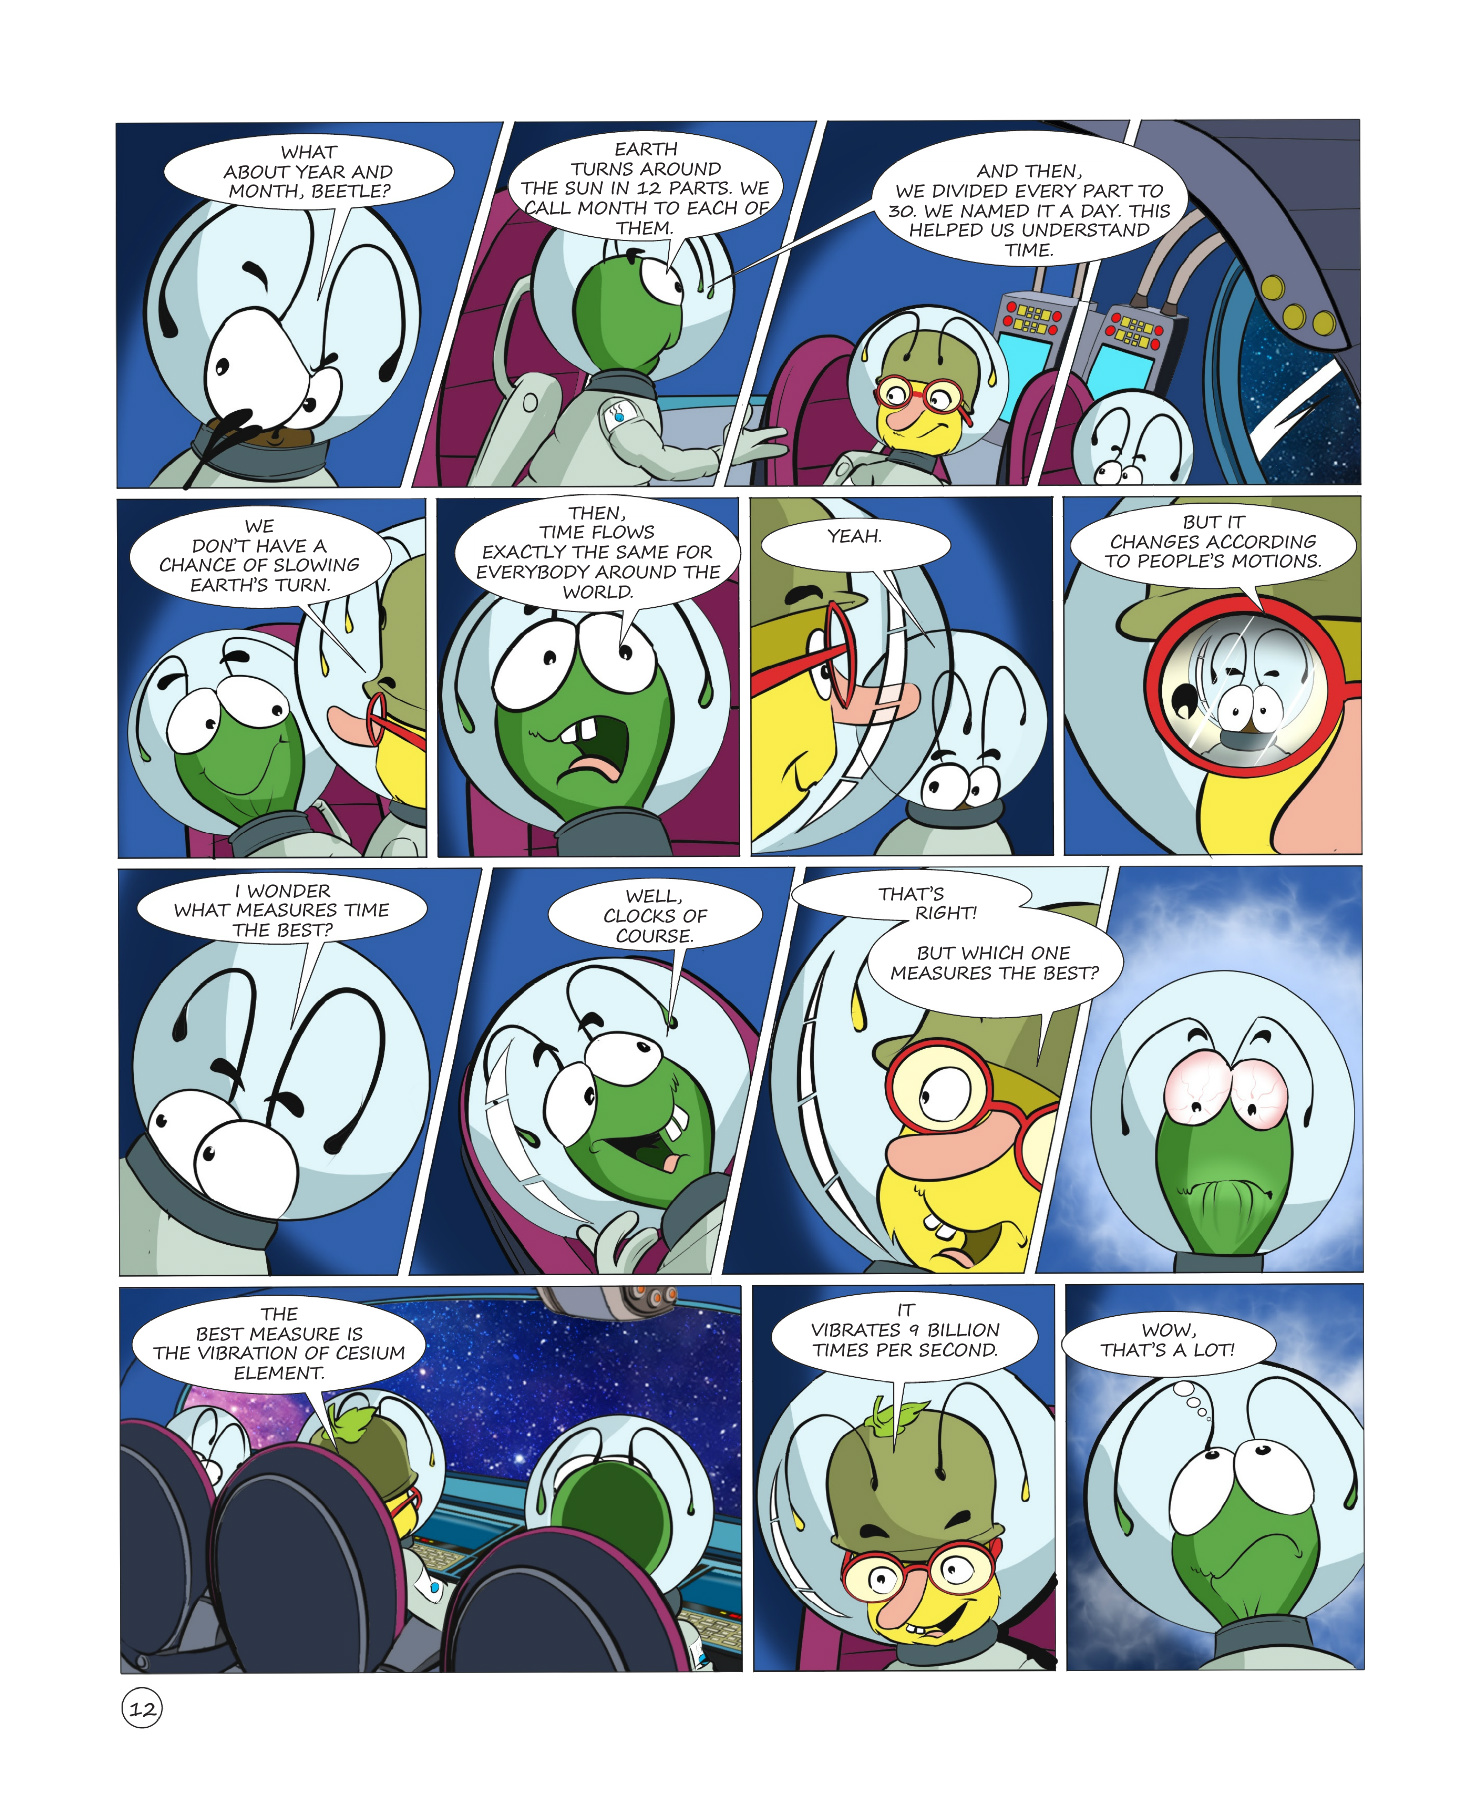 WHAT
ABOUT YEAR AND
MONTH, BEETLE?
EARTH
TURNS AROUND
THE SUN IN 12 PARTS. WE
CALL MONTH TO EACH OF
THEM.
AND THEN,
WE DIVIDED EVERY PART TO
30. WE NAMED IT A DAY. THIS
HELPED US UNDERSTAND
TIME.
WE
DON'T HAVE A
CHANCE OF SLOWING
EARTH'S TURN.
THEN,
TIME FLOWS
EXACTLY THE SAME FOR
EVERYBODY AROUND THE
WORLD.
YEAH.
BUT IT
CHANGES ACCORDING
TO PEOPLE'S MOTIONS.
I WONDER
WHAT MEASURES TIME
THE BEST?
WELL,
CLOCKS OF
COURSE.
THAT'S
RIGHT!
BUT WHICH ONE
MEASURES THE BEST?
THE
BEST MEASURE IS
THE VIBRATION OF CESIUM
ELEMENT.
IT
VIBRATES 9 BILLION
TIMES PER SECOND.
WOW,
THAT'S A LOT!
12